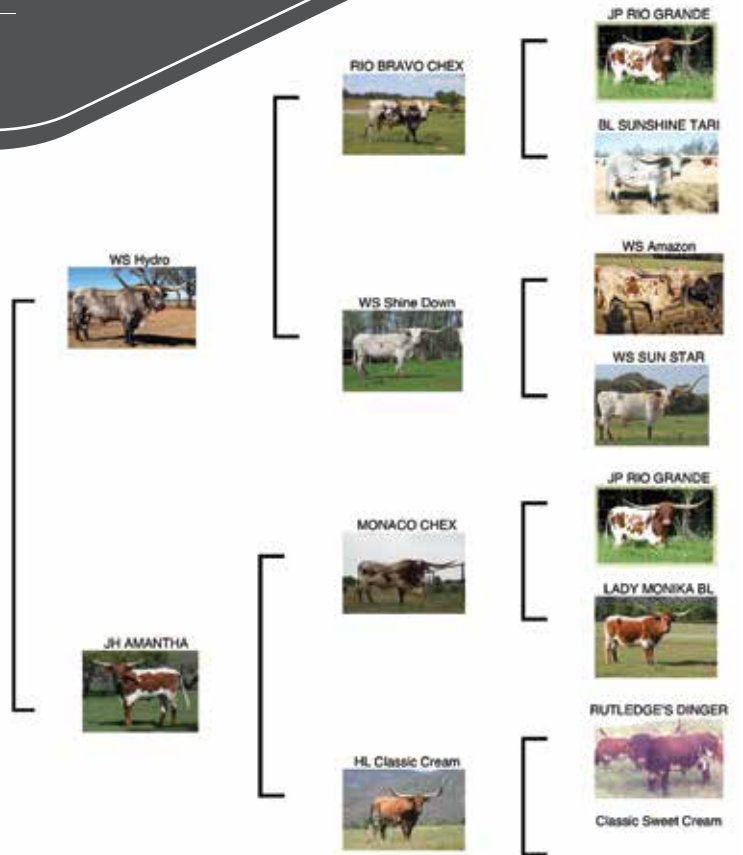 JP RIO GRANDE
RIO BRAVO CHEX
BL SUNSHINE TARI
WS Hydro
WS Amazon
WS Shine Down
WS SUN STAR
JP RIO GRANDE
MONACO CHEX
LADY MONIKA BL
JH AMANTHA
RUTLEDGE'S DINGER
HL Classic Cream
Classic Sweet Cream